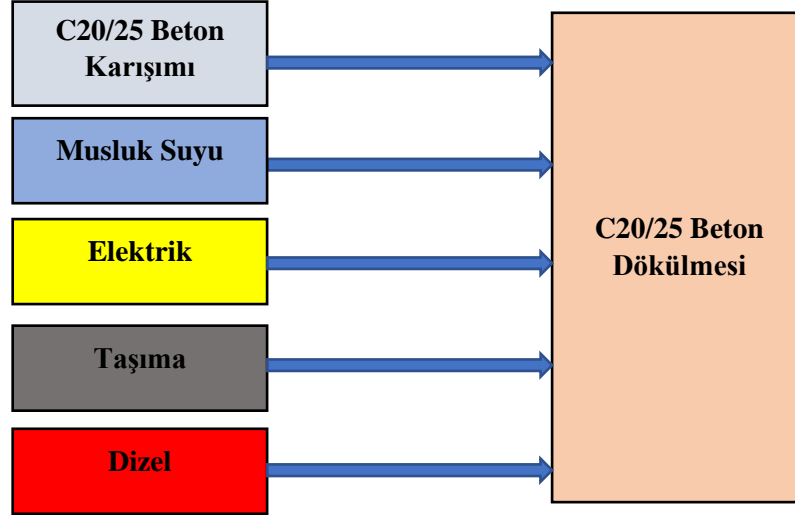 C20/25 Beton
Karışımı
Musluk Suyu
Elektrik
Taşıma
Dizel
C20/25 Beton
Dökülmesi